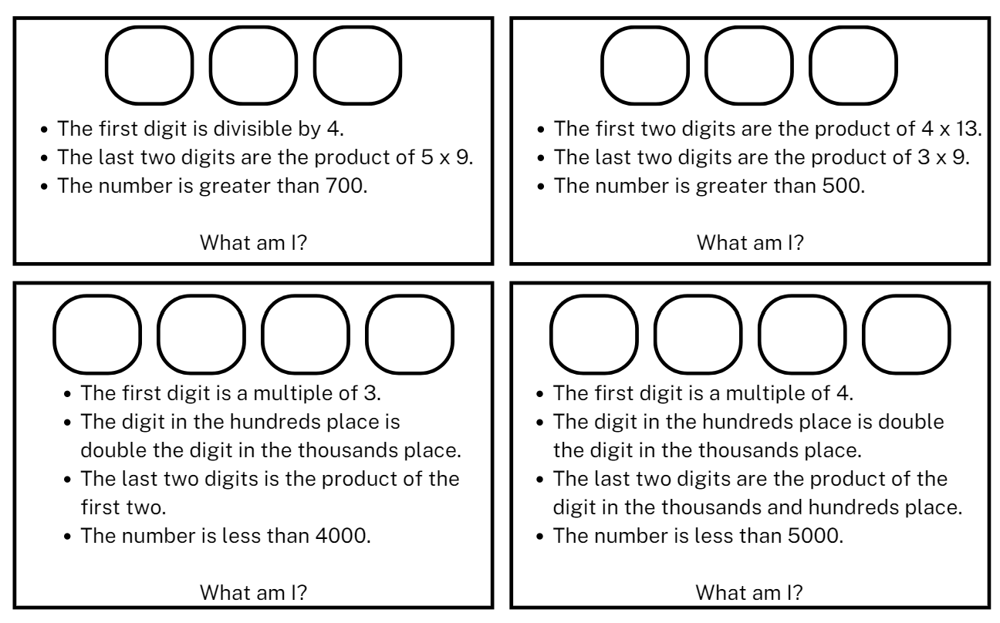 • The first digit is divisible by 4.
• The last two digits are the product of 5 x 9.
• The number is greater than 700.
What am I?
• The first two digits are the product of 4 x 13.
• The last two digits are the product of 3 x 9.
• The number is greater than 500.
What am I?
• The first digit is a multiple of 3.
• The digit in the hundreds place is
double the digit in the thousands place.
• The last two digits is the product of the
first two.
• The number is less than 4000.
What am I?
• The first digit is a multiple of 4.
• The digit in the hundreds place is double
the digit in the thousands place.
• The last two digits are the product of the
digit in the thousands and hundreds place.
• The number is less than 5000.
What am I?